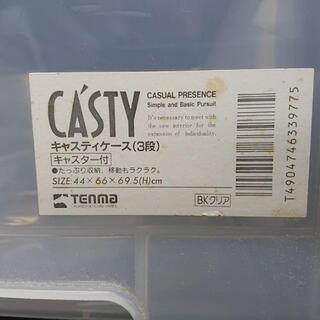 CASTY
CASUAL PRESENCE
Simple and Basic Pursuit
It's necessary to meet with
the new interior for the
expansion of individuality.
キャスティケース(3段)
キャスター付
●たっぷり収納、移動もラクラク。
SIZE:44×66×69.5(H)cm
TENMA
BKクリア
T4904746339775